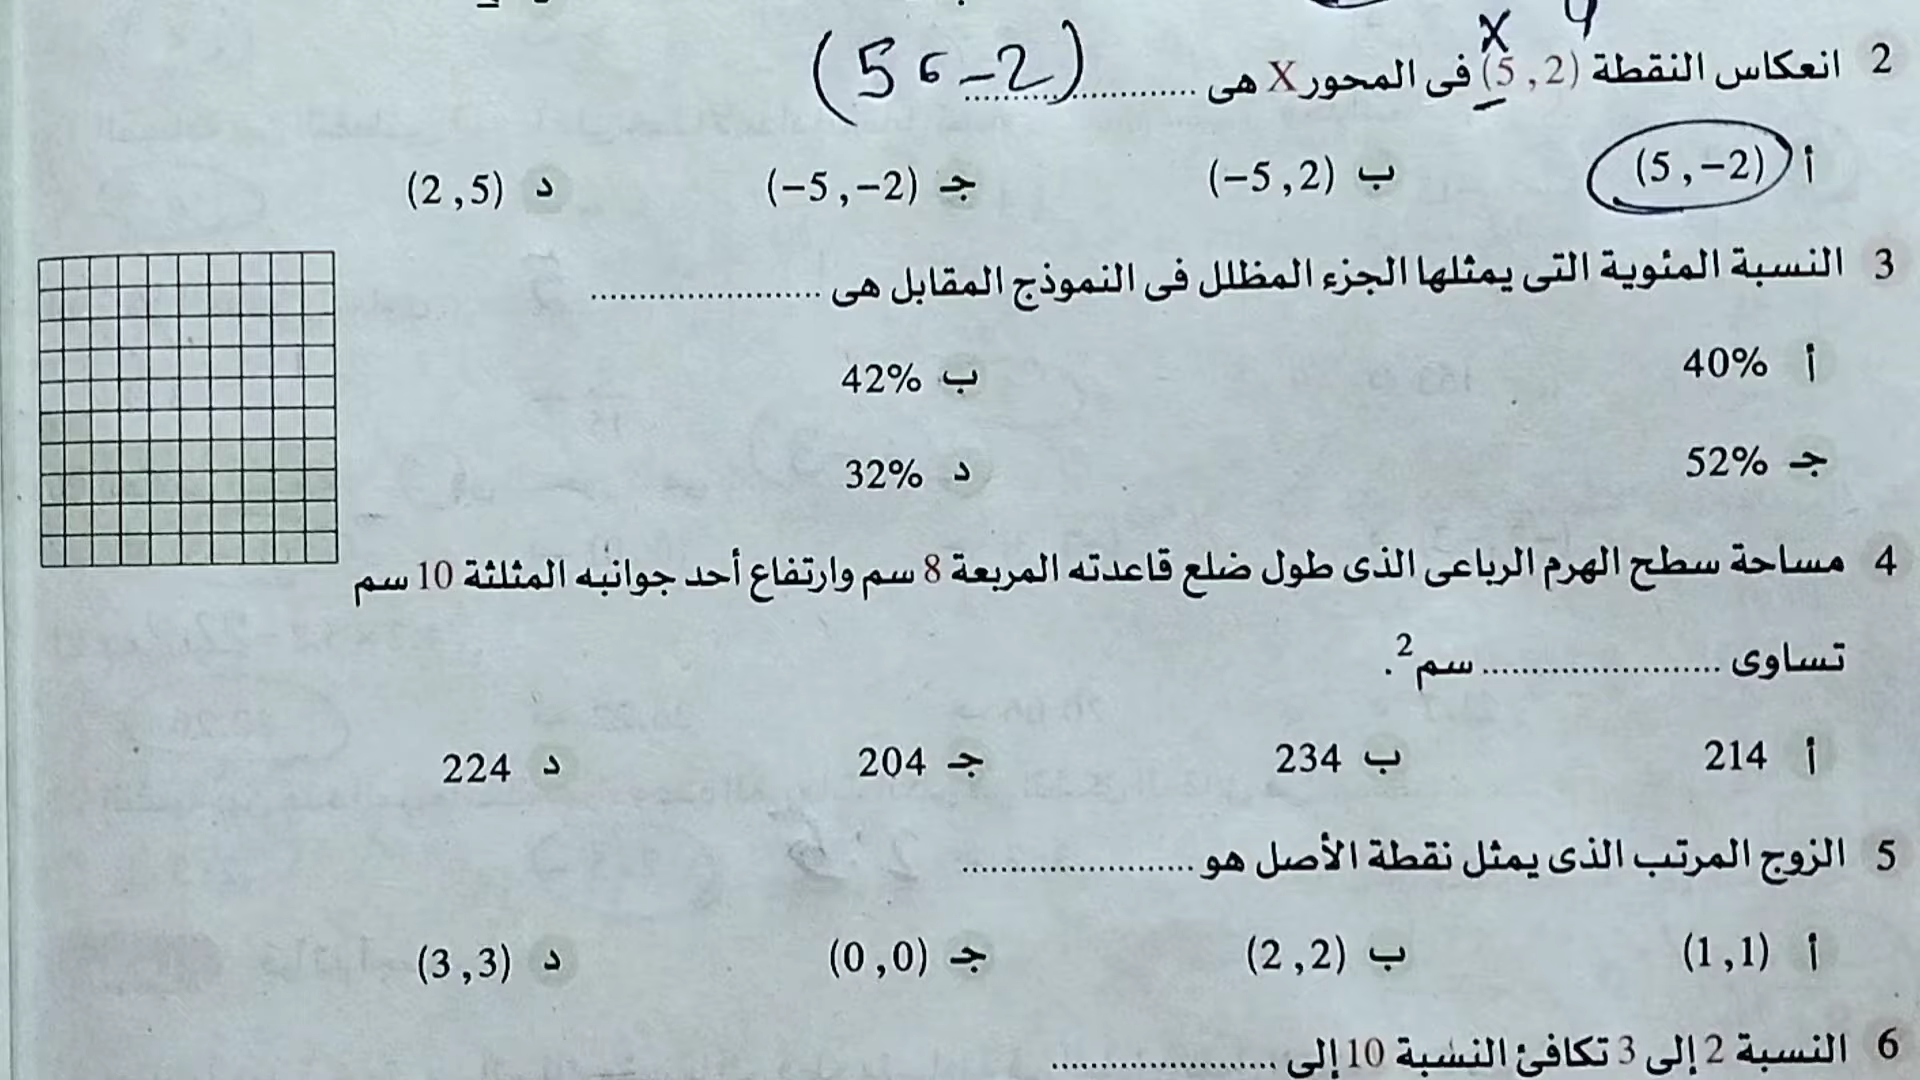 x y
2 انعكاس النقطة (5 , 2) فى المحور X هى .................... (5 , -2)
أ (5 , -2) ب (-5 , 2) جـ (-5 , -2) د (2 , 5)
3 النسبة المئوية التى يمثلها الجزء المظلل فى النموذج المقابل هى ....................
أ 40% ب 42%
جـ 52% د 32%
4 مساحة سطح الهرم الرباعى الذى طول ضلع قاعدته المربعة 8 سم وارتفاع أحد جوانبه المثلثة 10 سم
تساوى .................... سم².
أ 214 ب 234 جـ 204 د 224
5 الزوج المرتب الذى يمثل نقطة الأصل هو ....................
أ (1 , 1) ب (2 , 2) جـ (0 , 0) د (3 , 3)
6 النسبة 2 إلى 3 تكافئ النسبة 10 إلى ....................